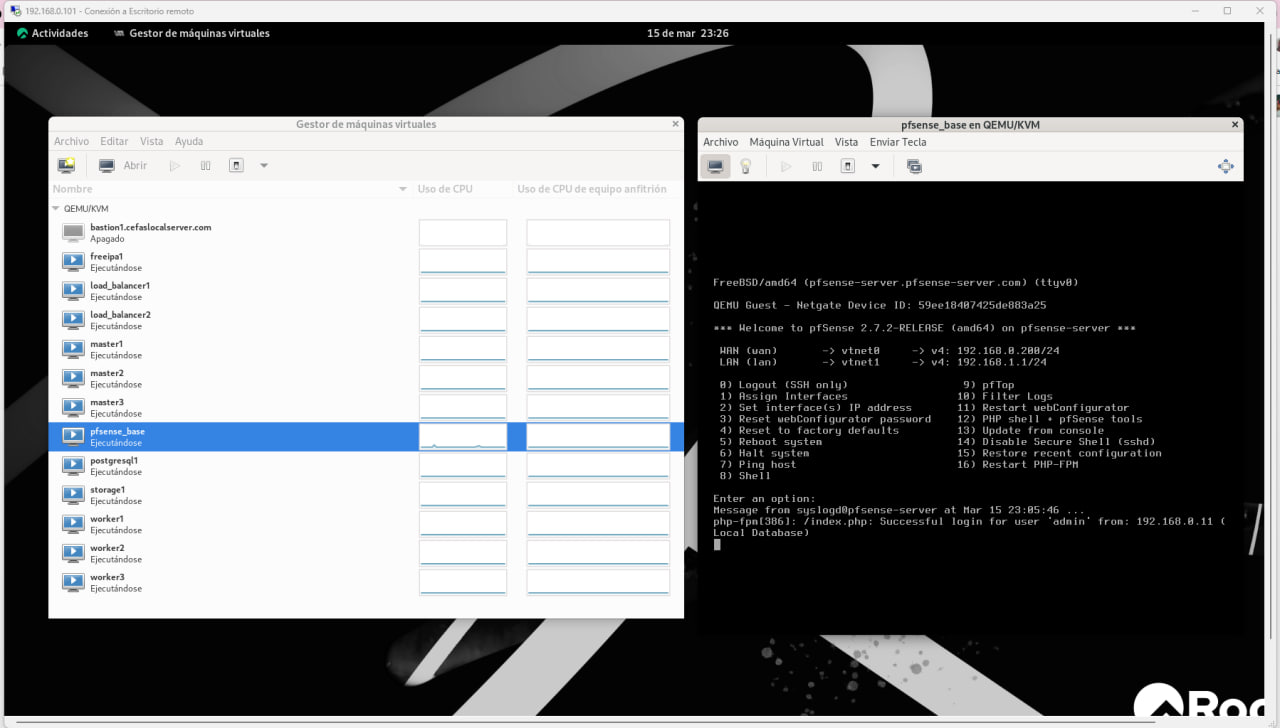 192.168.0.101 - Conexión a Escritorio remoto
Actividades
Gestor de máquinas virtuales
15 de mar 23:26
Gestor de máquinas virtuales
Archivo Editar Vista Ayuda
Abrir
Nombre Uso de CPU Uso de CPU de equipo anfitrión
QEMU/KVM
bastion1.cefaslocalserver.com
Apagado
freeipa1
Ejecutándose
load_balancer1
Ejecutándose
load_balancer2
Ejecutándose
master1
Ejecutándose
master2
Ejecutándose
master3
Ejecutándose
pfsense_base
Ejecutándose
postgresql1
Ejecutándose
storage1
Ejecutándose
worker1
Ejecutándose
worker2
Ejecutándose
worker3
Ejecutándose
pfsense_base en QEMU/KVM
Archivo Máquina Virtual Vista Enviar Tecla
FreeBSD/amd64 (pfsense-server.pfsense-server.com) (ttyv0)
QEMU Guest - Netgate Device ID: 59ee18407425de883a25
*** Welcome to pfSense 2.7.2-RELEASE (amd64) on pfsense-server ***
WAN (wan) -> vtnet0 -> v4: 192.168.0.200/24
LAN (lan) -> vtnet1 -> v4: 192.168.1.1/24
0) Logout (SSH only) 9) pfTop
1) Assign Interfaces 10) Filter Logs
2) Set interface(s) IP address 11) Restart webConfigurator
3) Reset webConfigurator password 12) PHP shell + pfSense tools
4) Reset to factory defaults 13) Update from console
5) Reboot system 14) Disable Secure Shell (sshd)
6) Halt system 15) Restore recent configuration
7) Ping host 16) Restart PHP-FPM
8) Shell
Enter an option:
Message from syslogd@pfsense-server at Mar 15 23:05:46 ...
php-fpm[386]: /index.php: Successful login for user 'admin' from: 192.168.0.11 (
Local Database)